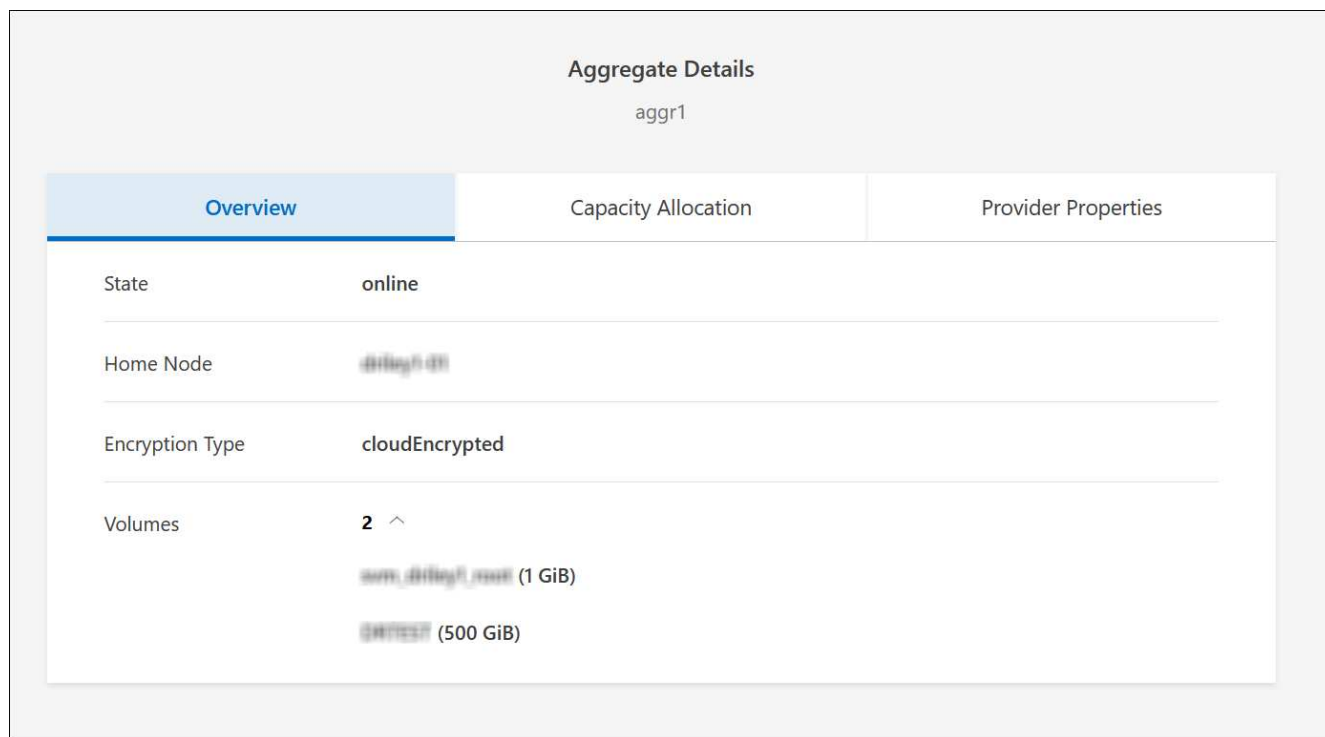 Aggregate Details
aggr1
Overview Capacity Allocation Provider Properties
State online
Home Node
Encryption Type cloudEncrypted
Volumes 2
(1 GiB)
(500 GiB)